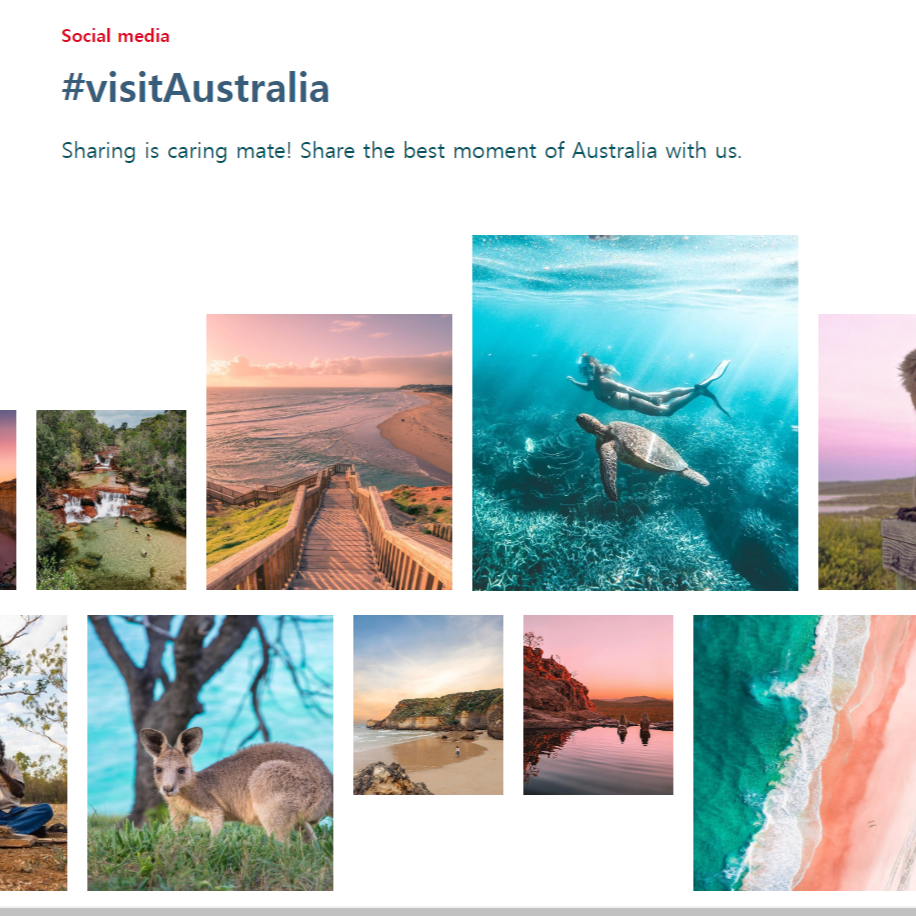 Social media
#visitAustralia
Sharing is caring mate! Share the best moment of Australia with us.